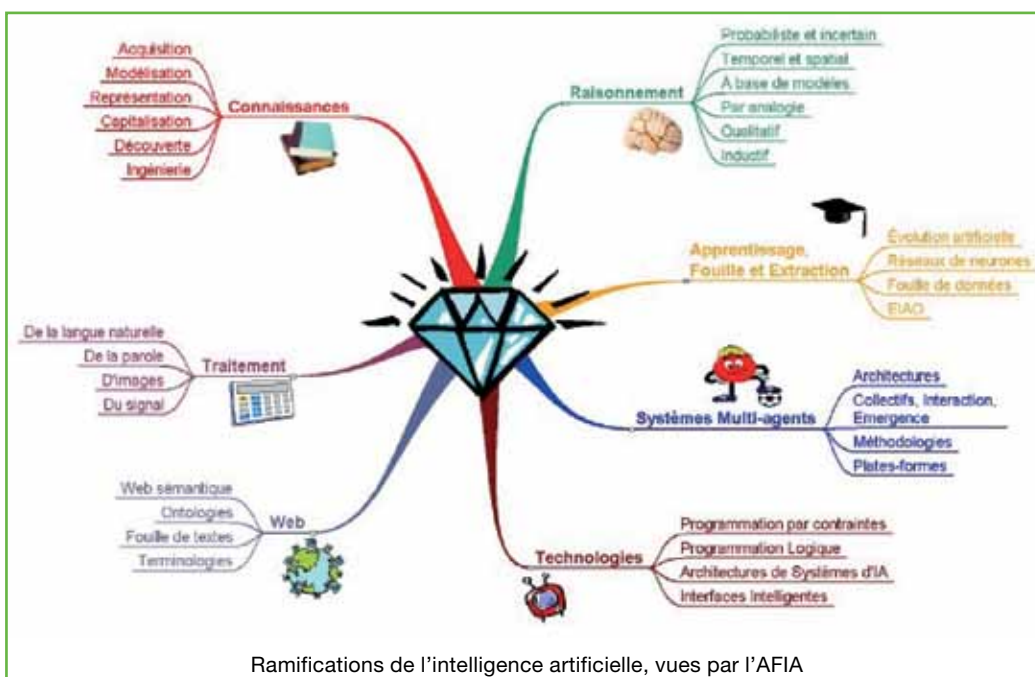 Acquisition
Modélisation
Représentation
Capitalisation
Découverte
Ingénierie
Connaissances
Raisonnement
Probabiliste et incertain
Temporel et spatial
À base de modèles
Par analogie
Qualitatif
Inductif
Apprentissage,
Fouille et Extraction
Évolution artificielle
Réseaux de neurones
Fouille de données
EIAO
De la langue naturelle
De la parole
D'images
Du signal
Traitement
Systèmes Multi-agents
Architectures
Collectifs, Interaction,
Emergence
Méthodologies
Plates-formes
Web sémantique
Ontologies
Fouille de textes
Terminologies
Web
Technologies
Programmation par contraintes
Programmation Logique
Architectures de Systèmes d'IA
Interfaces Intelligentes
Ramifications de l'intelligence artificielle, vues par l'AFIA